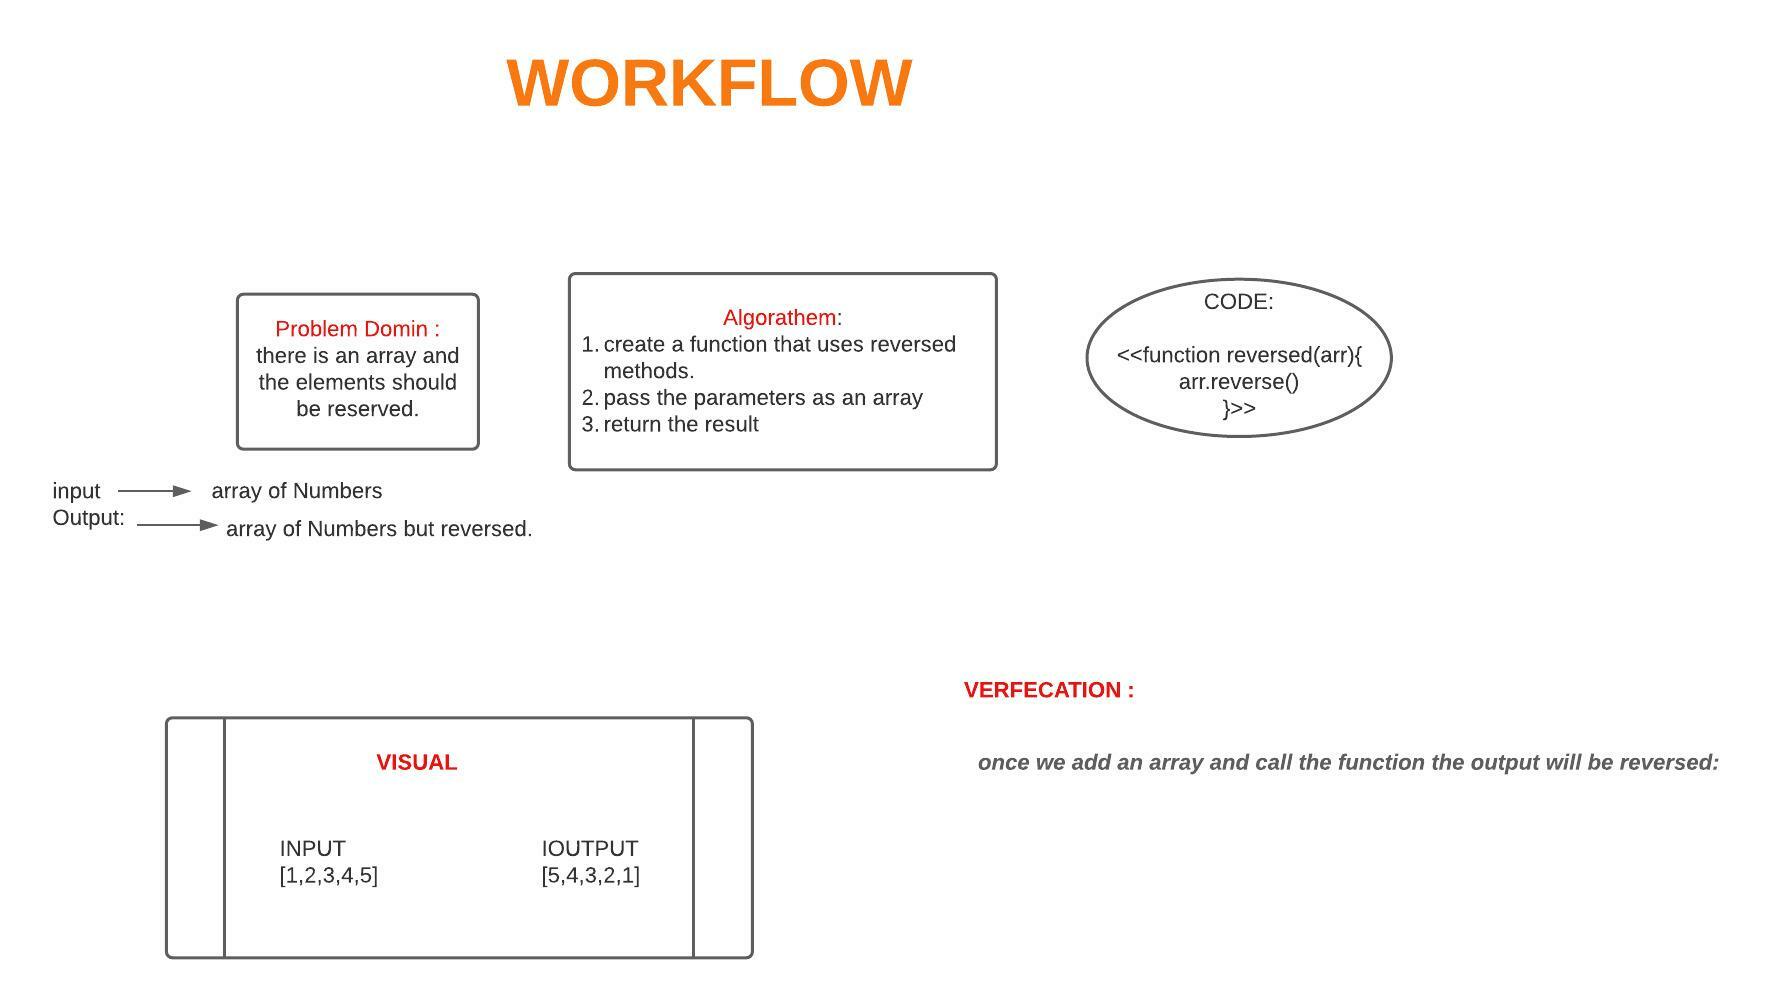 WORKFLOW
Problem Domin :
there is an array and
the elements should
be reserved.
Algorathem:
1. create a function that uses reversed
methods.
2. pass the parameters as an array
3. return the result
CODE:
<<function reversed(arr){
arr.reverse()
}>>
input array of Numbers
Output: array of Numbers but reversed.
VERFECATION :
once we add an array and call the function the output will be reversed:
VISUAL
INPUT
[1,2,3,4,5]
IOUTPUT
[5,4,3,2,1]